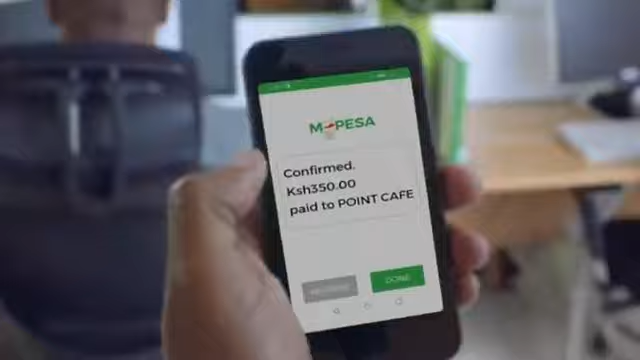 M-PESA
Confirmed.
Ksh350.00
paid to POINT CAFE
DONE